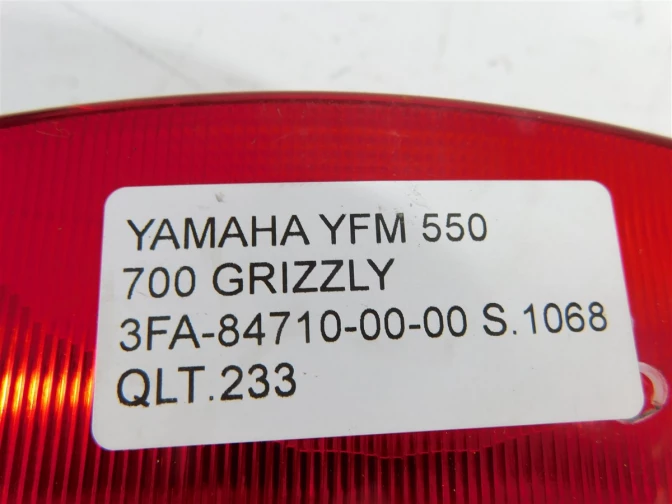 YAMAHA YFM 550
700 GRIZZLY
3FA-84710-00-00 S.1068
QLT.233